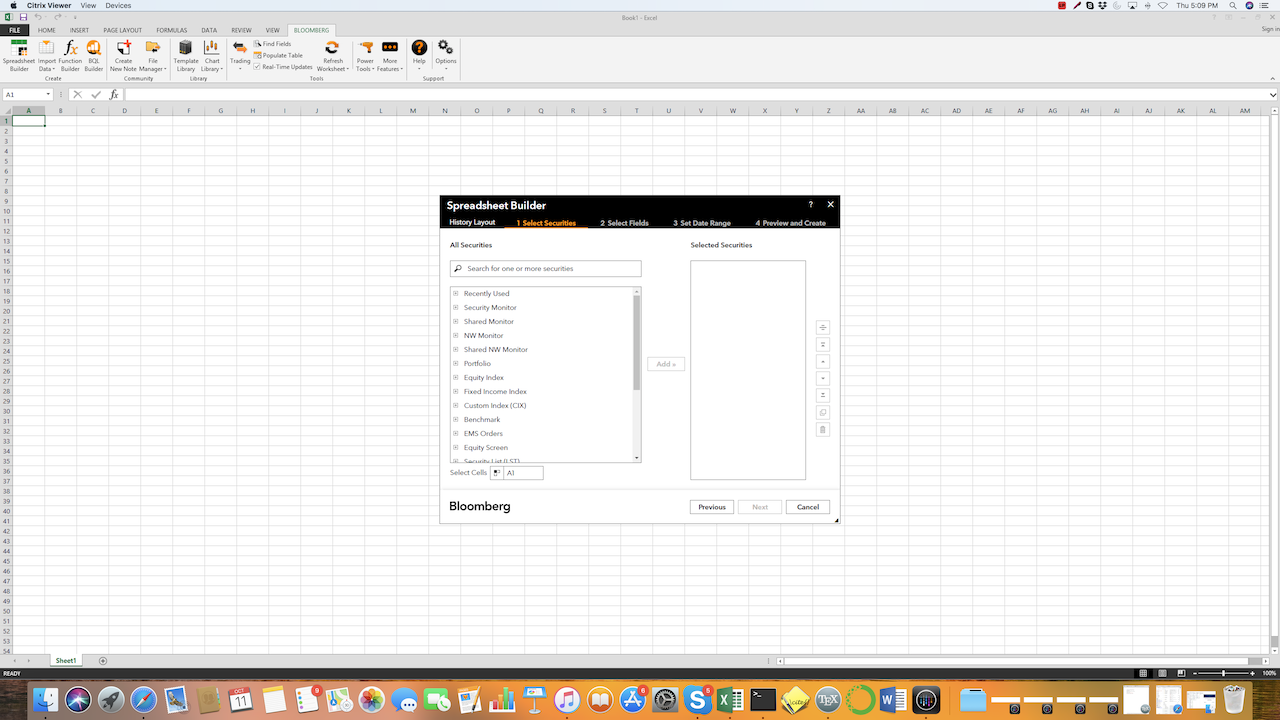 Citrix Viewer View Devices
Thu 5:09 PM
Book1 - Excel
FILE HOME INSERT PAGE LAYOUT FORMULAS DATA REVIEW VIEW BLOOMBERG
Sign in
Spreadsheet Builder
Import Data
Function Builder
BQL Builder
Create
Create New Note
File Manager
Community
Template Library
Chart Library
Library
Trading
Find Fields
Populate Table
Real-Time Updates
Refresh Worksheet
Tools
Power Tools
More Features
Help
Options
Support
A1
fx
A B C D E F G H I J K L M N O P Q R S T U V W X Y Z AA AB AC AD AE AF AG AH AI AJ AK AL AM
1
2
3
4
5
6
7
8
9
10
11
12
13
14
15
16
17
18
19
20
21
22
23
24
25
26
27
28
29
30
31
32
33
34
35
36
37
38
39
40
41
42
43
44
45
46
47
48
49
50
51
52
53
54
Spreadsheet Builder
? ×
History Layout 1 Select Securities 2 Select Fields 3 Set Date Range 4 Preview and Create
All Securities
Search for one or more securities
Recently Used
Security Monitor
Shared Monitor
NW Monitor
Shared NW Monitor
Portfolio
Equity Index
Fixed Income Index
Custom Index (CIX)
Benchmark
EMS Orders
Equity Screen
Security List (LST)
Select Cells A1
Add »
Selected Securities
Bloomberg
Previous Next Cancel
Sheet1
READY
100%
OCT
11